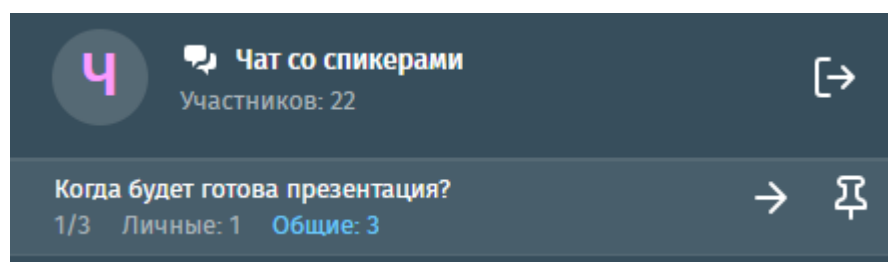 Ч
Чат со спикерами
Участников: 22
Когда будет готова презентация?
1/3 Личные: 1 Общие: 3